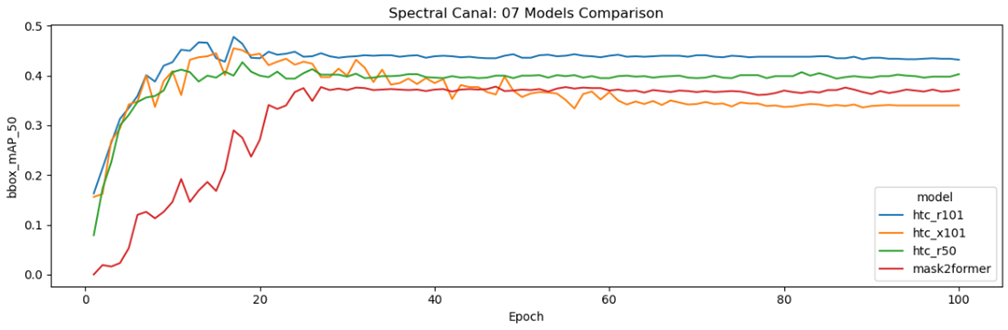 Spectral Canal: 07 Models Comparison
0.5
0.4
0.3
0.2
0.1
0.0
bbox_mAP_50
model
htc_r101
htc_x101
htc_r50
mask2former
0 20 40 60 80 100
Epoch